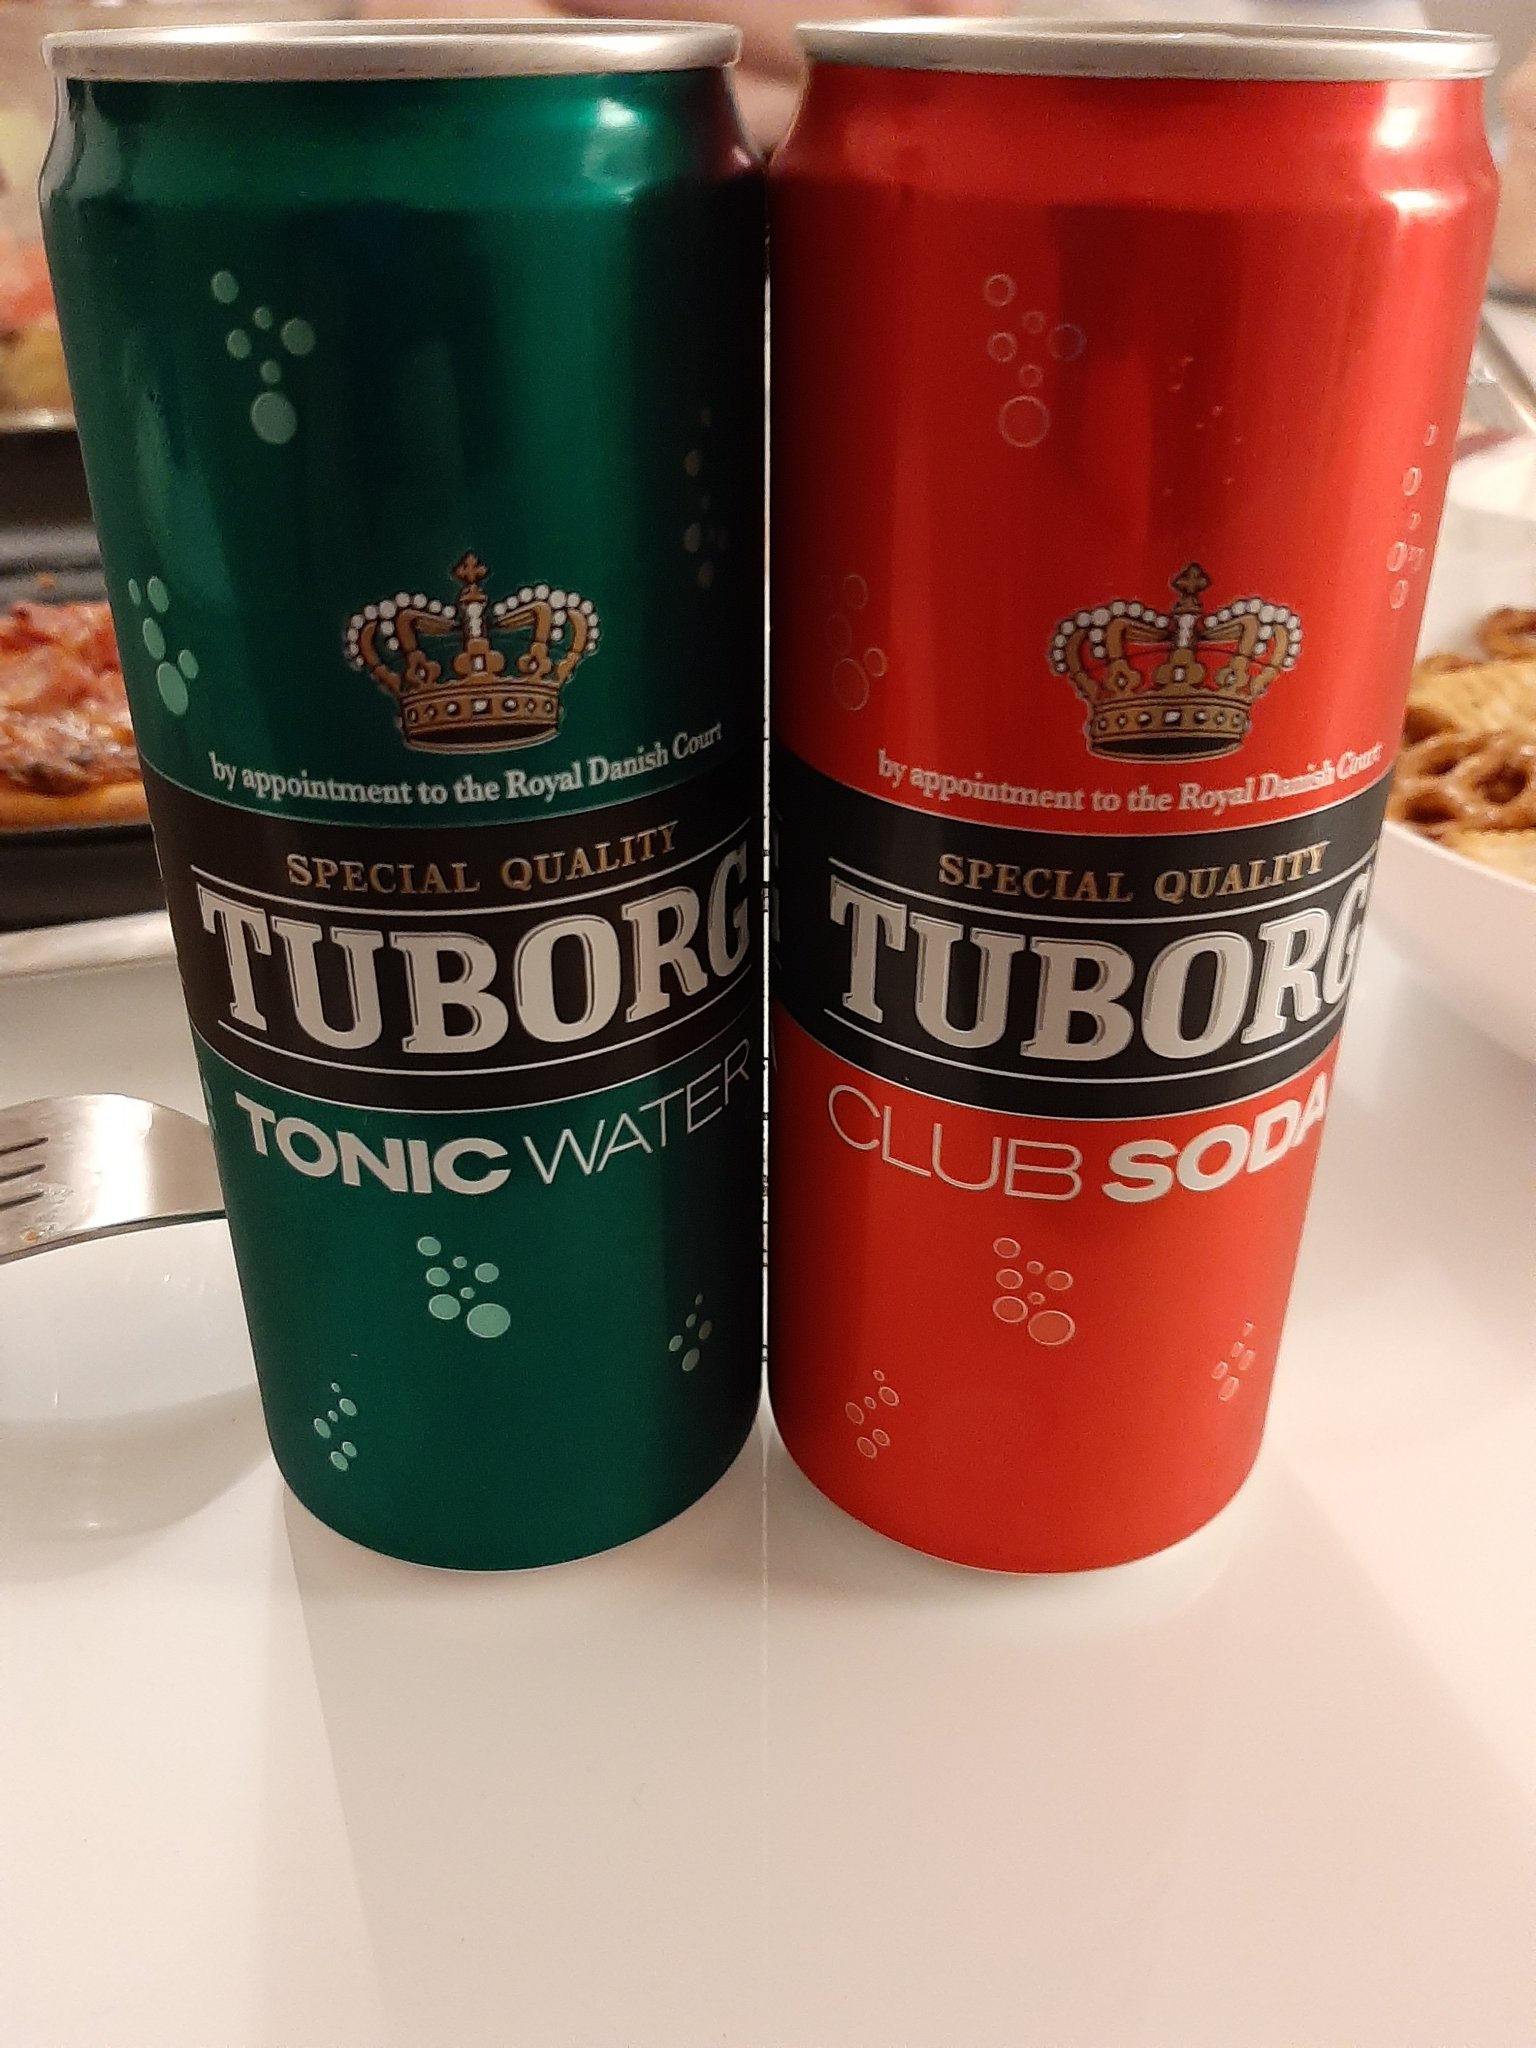 by appointment to the Royal Danish Court
SPECIAL QUALITY
TUBORG
TONIC WATER
by appointment to the Royal Danish Court
SPECIAL QUALITY
TUBORG
CLUB SODA